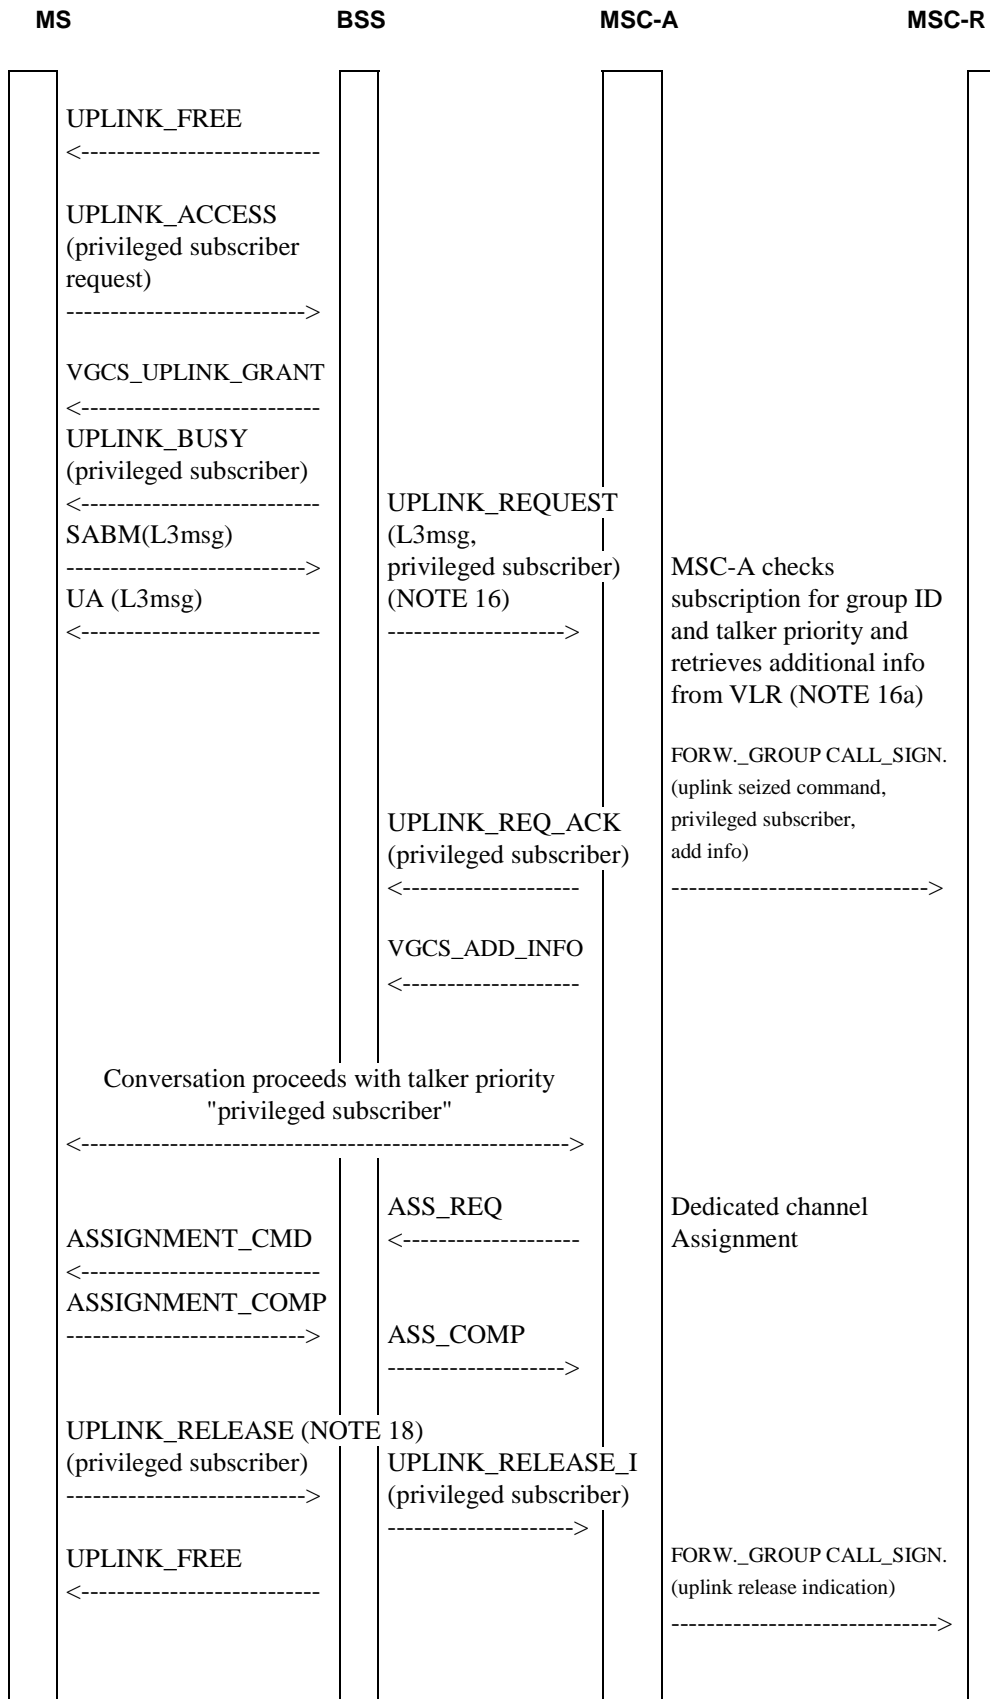 MS BSS MSC-A MSC-R
UPLINK_FREE
<---------------------------
UPLINK_ACCESS
(privileged subscriber
request)
--------------------------->
VGCS_UPLINK_GRANT
<---------------------------
UPLINK_BUSY
(privileged subscriber)
<---------------------------
SABM(L3msg)
--------------------------->
UA (L3msg)
<---------------------------
UPLINK_REQUEST
(L3msg,
privileged subscriber)
(NOTE 16)
-------------------->
MSC-A checks
subscription for group ID
and talker priority and
retrieves additional info
from VLR (NOTE 16a)
FORW._GROUP CALL_SIGN.
(uplink seized command,
privileged subscriber,
add info)
----------------------------->
UPLINK_REQ_ACK
(privileged subscriber)
<--------------------
VGCS_ADD_INFO
<--------------------
Conversation proceeds with talker priority
"privileged subscriber"
<------------------------------------------------------->
ASS_REQ
<--------------------
Dedicated channel
Assignment
ASSIGNMENT_CMD
<---------------------------
ASSIGNMENT_COMP
--------------------------->
ASS_COMP
-------------------->
UPLINK_RELEASE (NOTE 18)
(privileged subscriber)
--------------------------->
UPLINK_RELEASE_I
(privileged subscriber)
--------------------->
UPLINK_FREE
<---------------------------
FORW._GROUP CALL_SIGN.
(uplink release indication)
------------------------------>